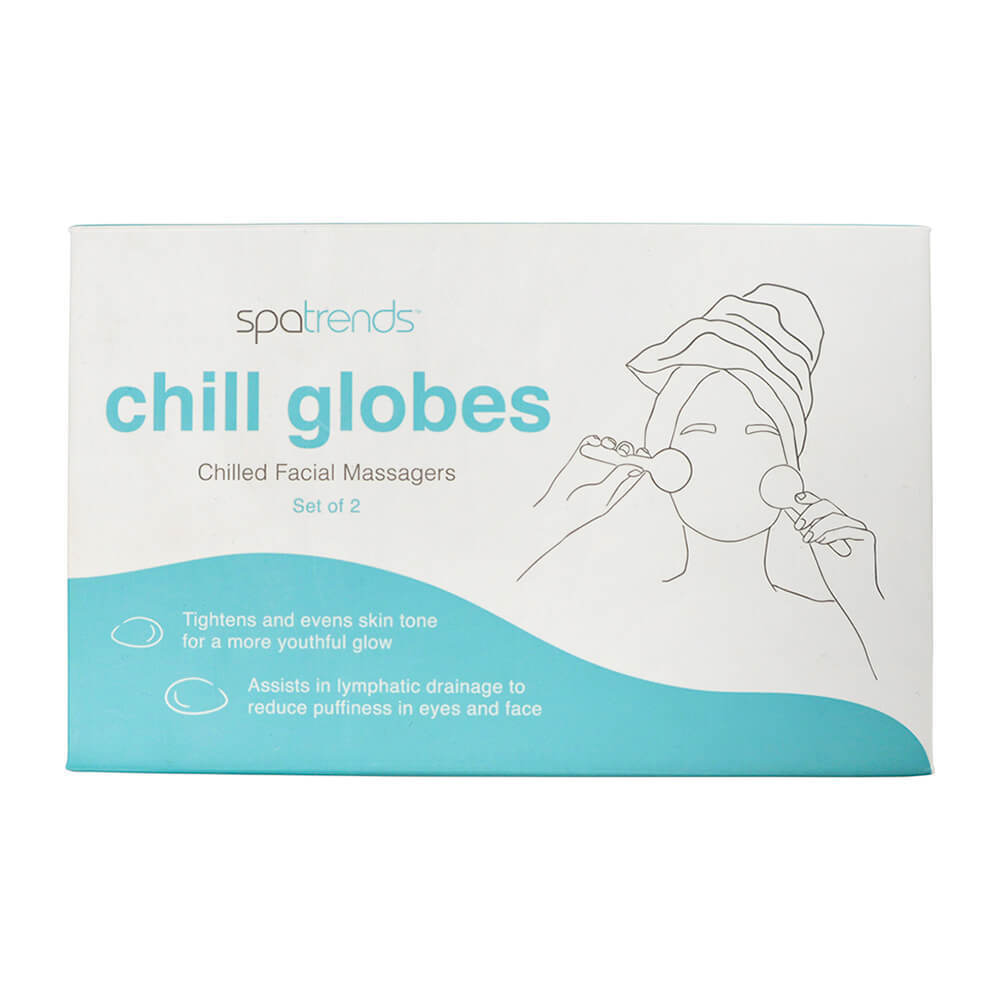 spatrends™
chill globes
Chilled Facial Massagers
Set of 2
Tightens and evens skin tone
for a more youthful glow
Assists in lymphatic drainage to
reduce puffiness in eyes and face